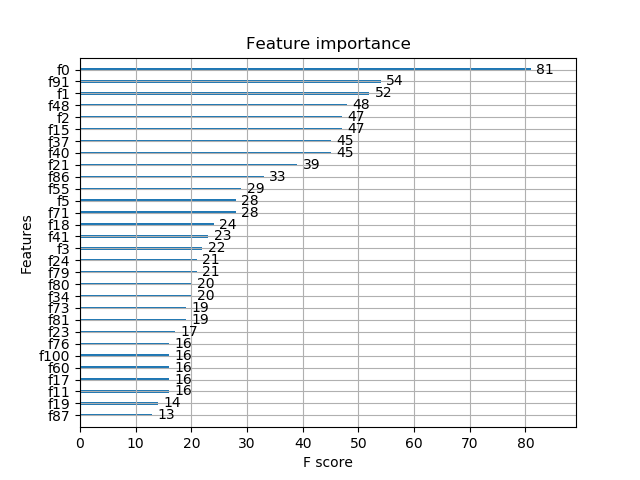 Feature importance
f0 81
f91 54
f1 52
f48 48
f2 47
f15 47
f37 45
f40 45
f21 39
f86 33
f55 29
f5 28
f71 28
f18 24
f41 23
f3 22
f24 21
f79 21
f80 20
f34 20
f73 19
f81 19
f23 17
f76 16
f100 16
f60 16
f17 16
f11 16
f19 14
f87 13
Features
0 10 20 30 40 50 60 70 80
F score